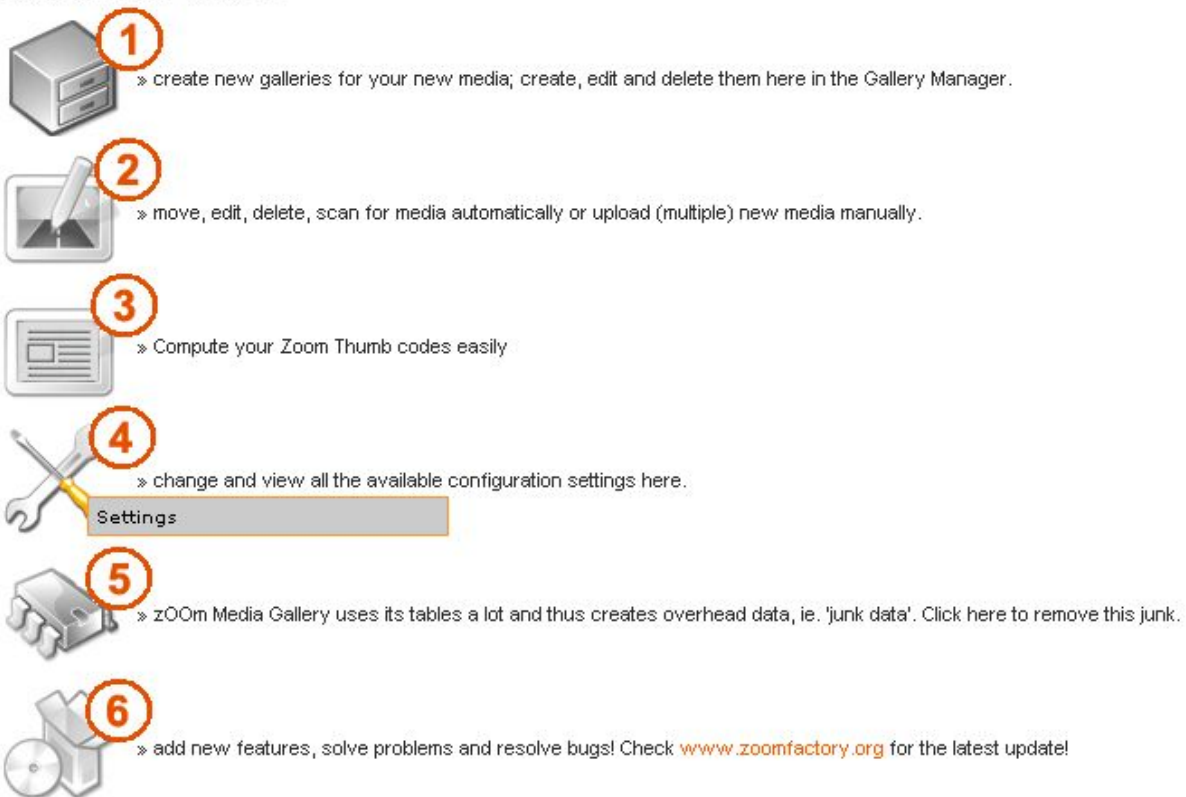 1
» create new galleries for your new media; create, edit and delete them here in the Gallery Manager.
2
» move, edit, delete, scan for media automatically or upload (multiple) new media manually.
3
» Compute your Zoom Thumb codes easily
4
» change and view all the available configuration settings here.
Settings
5
» zOOm Media Gallery uses its tables a lot and thus creates overhead data, ie. 'junk data'. Click here to remove this junk.
6
» add new features, solve problems and resolve bugs! Check www.zoomfactory.org for the latest update!